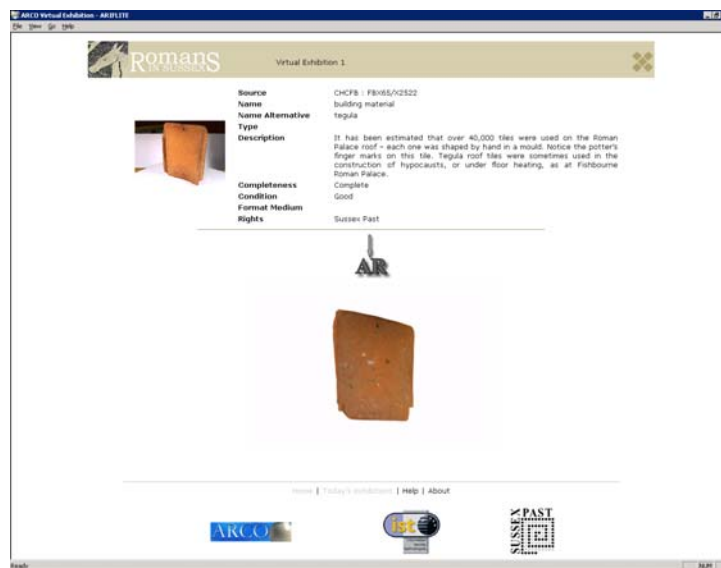 ARCO Virtual Exhibition - ARIFLITE
File View Go Help
ROMANS
IN SUSSEX
Virtual Exhibition 1
Source CHCFB : FBX65/X2522
Name building material
Name Alternative tegula
Type
Description It has been estimated that over 40,000 tiles were used on the Roman
Palace roof - each one was shaped by hand in a mould. Notice the potter's
finger marks on this tile. Tegula roof tiles were sometimes used in the
construction of hypocausts, or under floor heating, as at Fishbourne
Roman Palace.
Completeness Complete
Condition Good
Format Medium
Rights Sussex Past
AR
Home | Today's exhibitions | Help | About
ARCO
ist
SUSSEX PAST
Ready